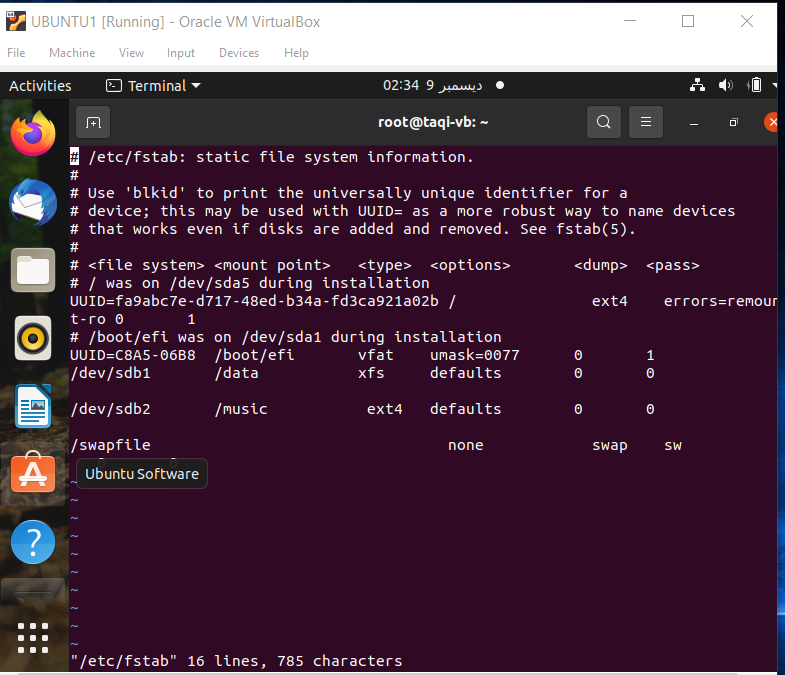 UBUNTU1 [Running] - Oracle VM VirtualBox
File Machine View Input Devices Help
Activities Terminal 02:34 9 ديسمبر
root@taqi-vb: ~
# /etc/fstab: static file system information.
#
# Use 'blkid' to print the universally unique identifier for a
# device; this may be used with UUID= as a more robust way to name devices
# that works even if disks are added and removed. See fstab(5).
#
# <file system> <mount point> <type> <options> <dump> <pass>
# / was on /dev/sda5 during installation
UUID=fa9abc7e-d717-48ed-b34a-fd3ca921a02b / ext4 errors=remoun
t-ro 0 1
# /boot/efi was on /dev/sda1 during installation
UUID=C8A5-06B8 /boot/efi vfat umask=0077 0 1
/dev/sdb1 /data xfs defaults 0 0
/dev/sdb2 /music ext4 defaults 0 0
/swapfile none swap sw
Ubuntu Software
~
~
~
~
~
~
~
~
~
~
"/etc/fstab" 16 lines, 785 characters